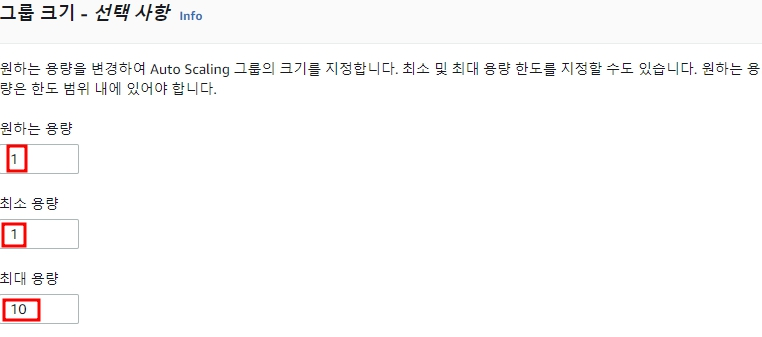 그룹 크기 - 선택 사항 Info
원하는 용량을 변경하여 Auto Scaling 그룹의 크기를 지정합니다. 최소 및 최대 용량 한도를 지정할 수도 있습니다. 원하는 용
량은 한도 범위 내에 있어야 합니다.
원하는 용량
1
최소 용량
1
최대 용량
10